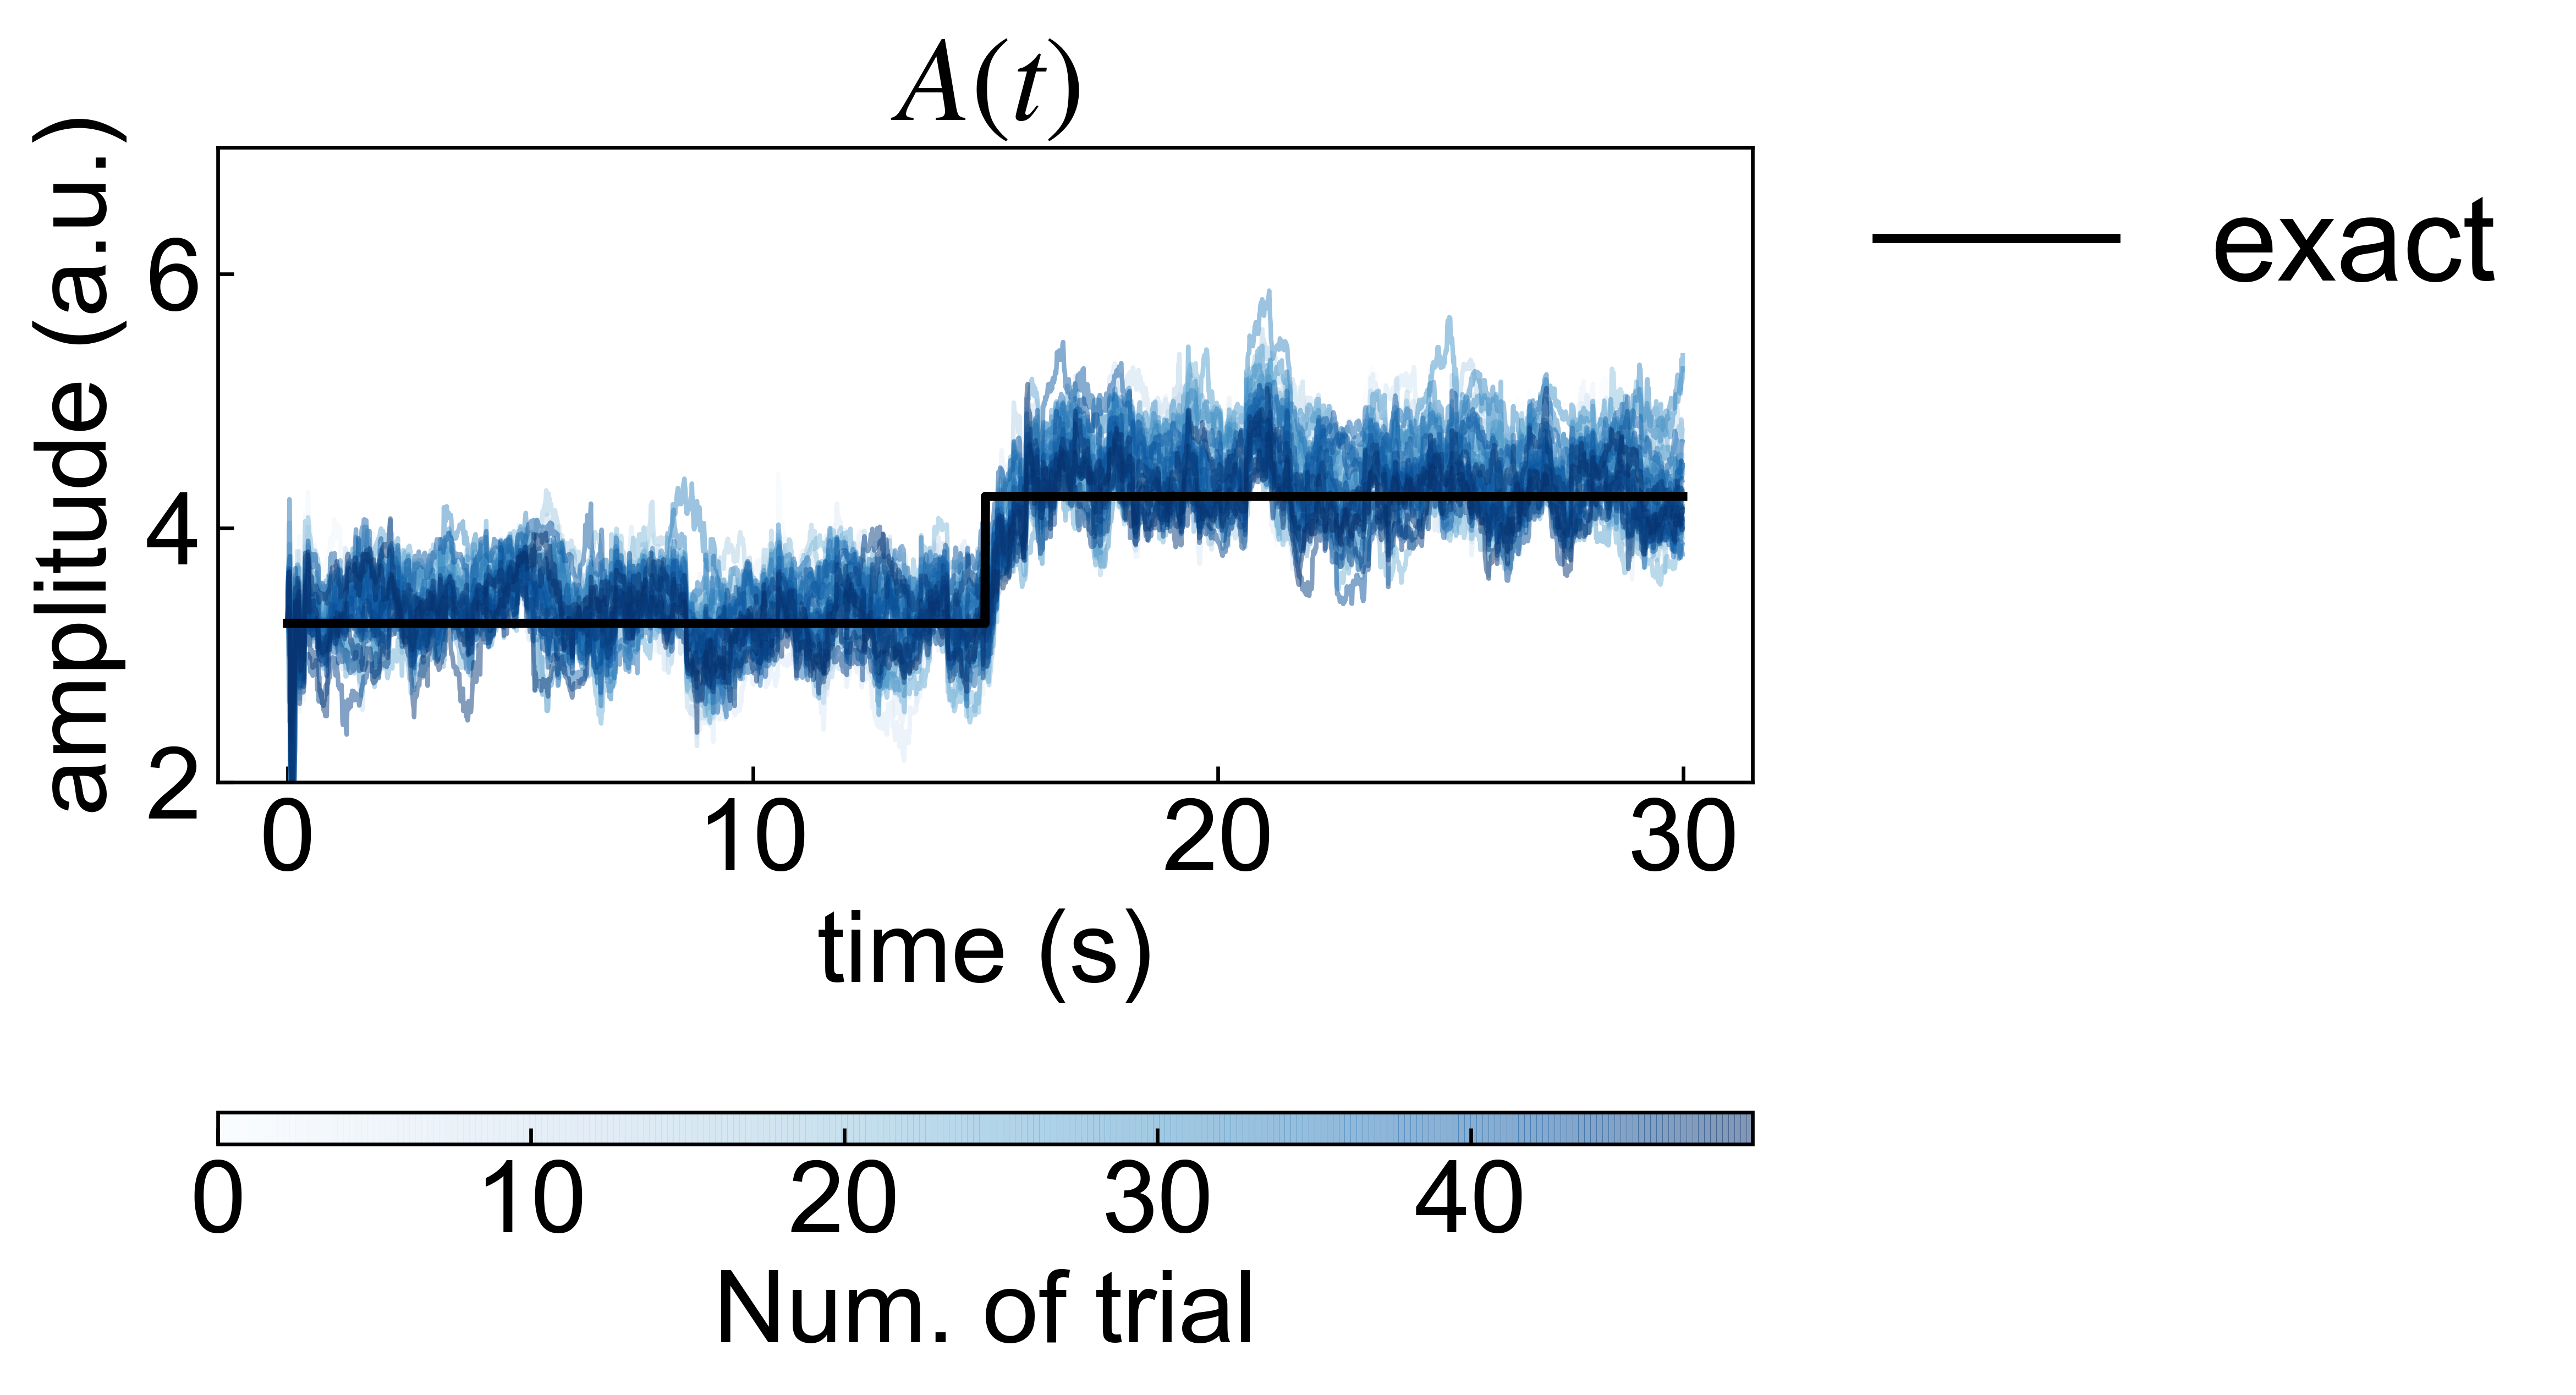 A(t)
exact
amplitude (a.u.)
6
4
2
0 10 20 30
time (s)
0 10 20 30 40
Num. of trial